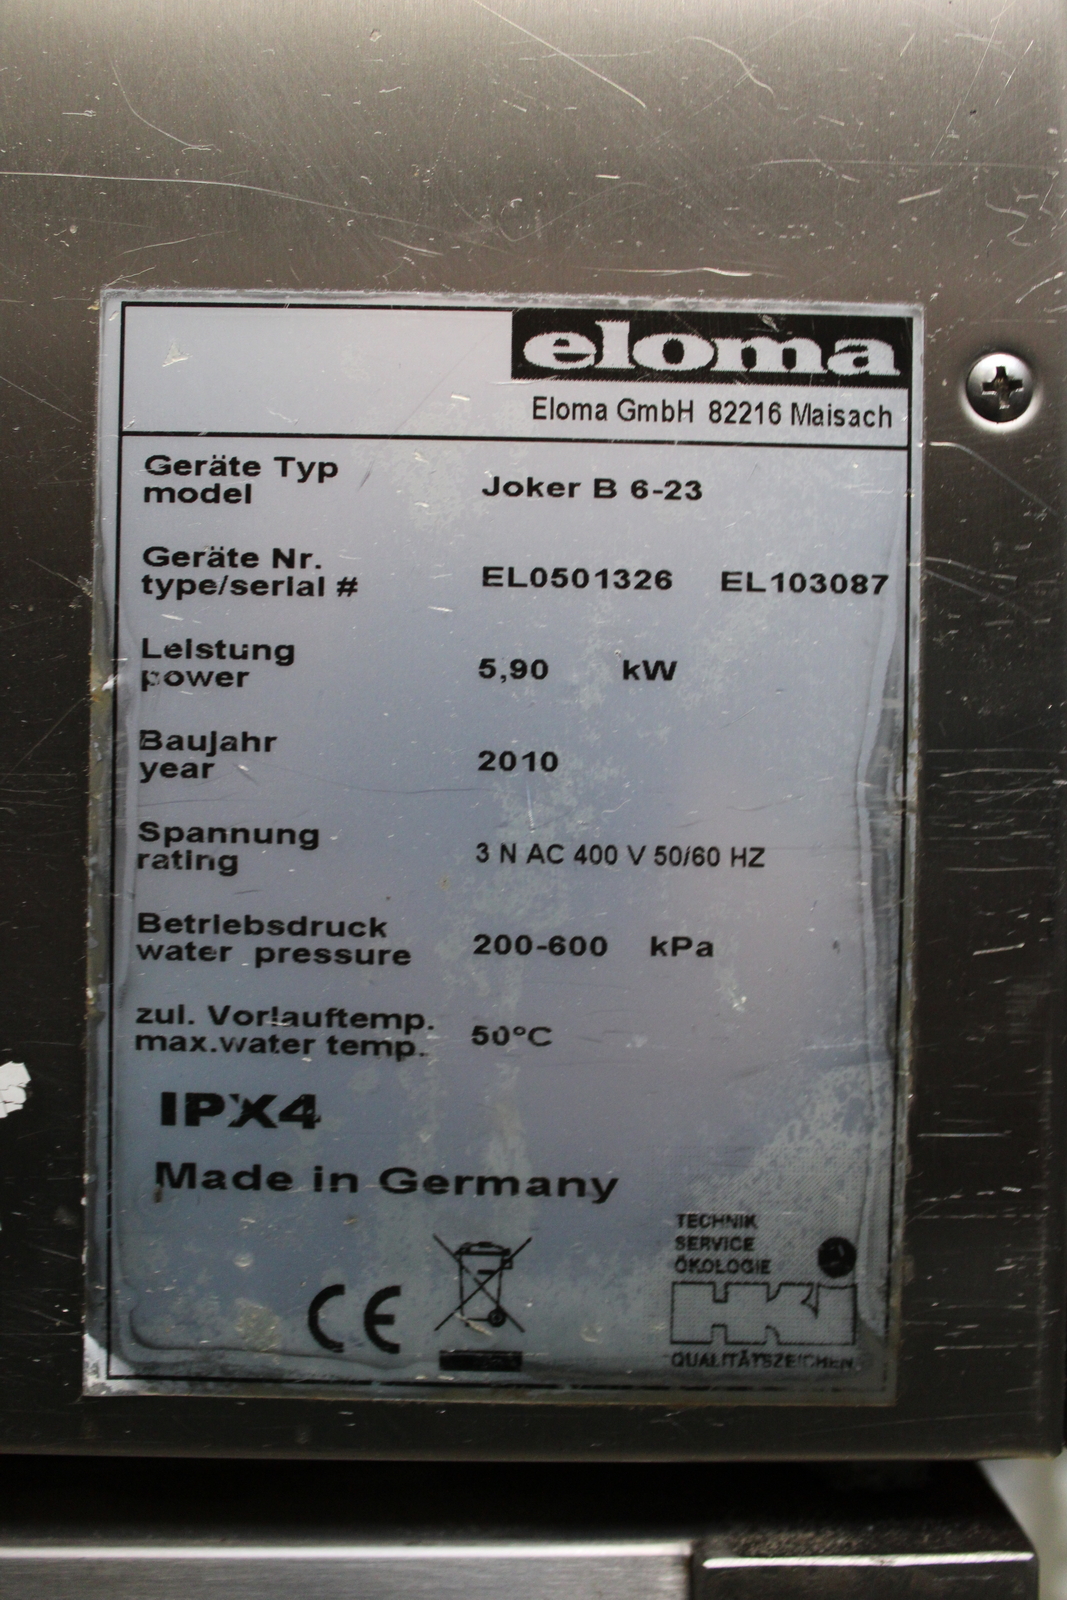 eloma
Eloma GmbH 82216 Maisach
Geräte Typ
model
Joker B 6-23
Geräte Nr.
type/serial #
EL0501326 EL103087
Leistung
power
5,90 kW
Baujahr
year
2010
Spannung
rating
3 N AC 400 V 50/60 HZ
Betriebsdruck
water pressure
200-600 kPa
zul. Vorlauftemp.
max.water temp.
50°C
IPX4
Made in Germany
CE
TECHNIK
SERVICE
ÖKOLOGIE
HKi
QUALITÄTSZEICHEN